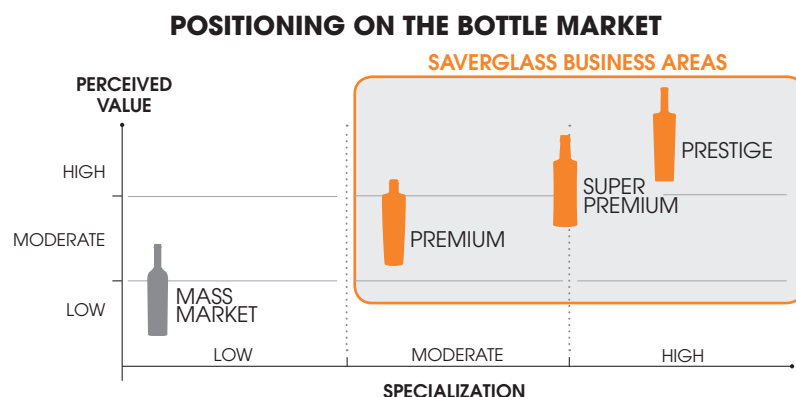 POSITIONING ON THE BOTTLE MARKET
SAVERGLASS BUSINESS AREAS
PERCEIVED
VALUE
HIGH
MODERATE
LOW
PRESTIGE
SUPER
PREMIUM
PREMIUM
MASS
MARKET
LOW
MODERATE
HIGH
SPECIALIZATION